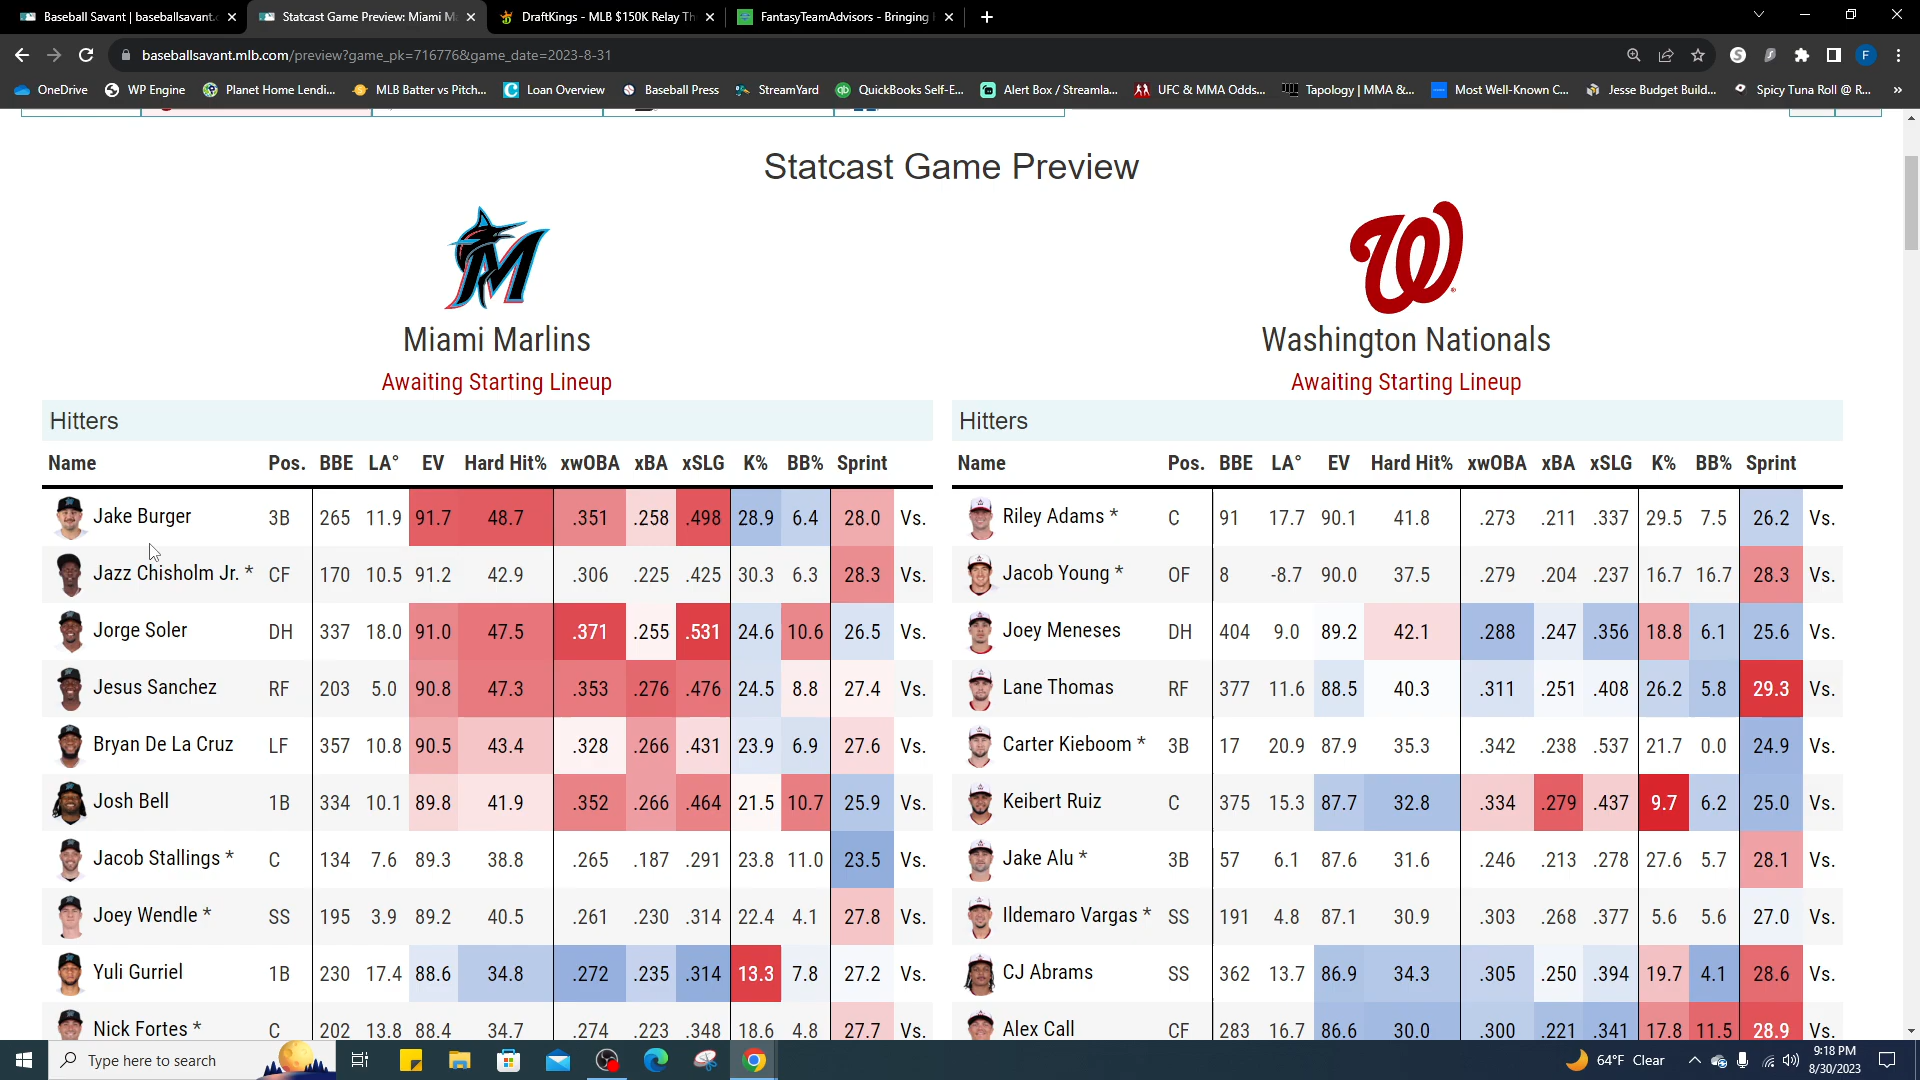 Baseball Savant | baseballsavant.
Statcast Game Preview: Miami M
DraftKings - MLB $150K Relay Th
FantasyTeamAdvisors - Bringing
baseballsavant.mlb.com/preview?game_pk=716776&game_date=2023-8-31
S
F
OneDrive
WP Engine
Planet Home Lendi...
MLB Batter vs Pitch...
Loan Overview
Baseball Press
StreamYard
QuickBooks Self-E...
Alert Box / Streamla...
UFC & MMA Odds...
Tapology | MMA &...
Most Well-Known C...
Jesse Budget Build...
Spicy Tuna Roll @ R...
»
Statcast Game Preview
Miami Marlins
Awaiting Starting Lineup
Hitters
Name Pos. BBE LA° EV Hard Hit% xwOBA xBA xSLG K% BB% Sprint
Jake Burger 3B 265 11.9 91.7 48.7 .351 .258 .498 28.9 6.4 28.0 Vs.
Jazz Chisholm Jr. * CF 170 10.5 91.2 42.9 .306 .225 .425 30.3 6.3 28.3 Vs.
Jorge Soler DH 337 18.0 91.0 47.5 .371 .255 .531 24.6 10.6 26.5 Vs.
Jesus Sanchez RF 203 5.0 90.8 47.3 .353 .276 .476 24.5 8.8 27.4 Vs.
Bryan De La Cruz LF 357 10.8 90.5 43.4 .328 .266 .431 23.9 6.9 27.6 Vs.
Josh Bell 1B 334 10.1 89.8 41.9 .352 .266 .464 21.5 10.7 25.9 Vs.
Jacob Stallings * C 134 7.6 89.3 38.8 .265 .187 .291 23.8 11.0 23.5 Vs.
Joey Wendle * SS 195 3.9 89.2 40.5 .261 .230 .314 22.4 4.1 27.8 Vs.
Yuli Gurriel 1B 230 17.4 88.6 34.8 .272 .235 .314 13.3 7.8 27.2 Vs.
Nick Fortes * C 202 13.8 88.4 34.7 .274 .223 .348 18.6 4.8 27.7 Vs.
Washington Nationals
Awaiting Starting Lineup
Hitters
Name Pos. BBE LA° EV Hard Hit% xwOBA xBA xSLG K% BB% Sprint
Riley Adams * C 91 17.7 90.1 41.8 .273 .211 .337 29.5 7.5 26.2 Vs.
Jacob Young * OF 8 -8.7 90.0 37.5 .279 .204 .237 16.7 16.7 28.3 Vs.
Joey Meneses DH 404 9.0 89.2 42.1 .288 .247 .356 18.8 6.1 25.6 Vs.
Lane Thomas RF 377 11.6 88.5 40.3 .311 .251 .408 26.2 5.8 29.3 Vs.
Carter Kieboom * 3B 17 20.9 87.9 35.3 .342 .238 .537 21.7 0.0 24.9 Vs.
Keibert Ruiz C 375 15.3 87.7 32.8 .334 .279 .437 9.7 6.2 25.0 Vs.
Jake Alu * 3B 57 6.1 87.6 31.6 .246 .213 .278 27.6 5.7 28.1 Vs.
Ildemaro Vargas * SS 191 4.8 87.1 30.9 .303 .268 .377 5.6 5.6 27.0 Vs.
CJ Abrams SS 362 13.7 86.9 34.3 .305 .250 .394 19.7 4.1 28.6 Vs.
Alex Call CF 283 16.7 86.6 30.0 .300 .221 .341 17.8 11.5 28.9 Vs.
Type here to search
64°F Clear
9:18 PM
8/30/2023